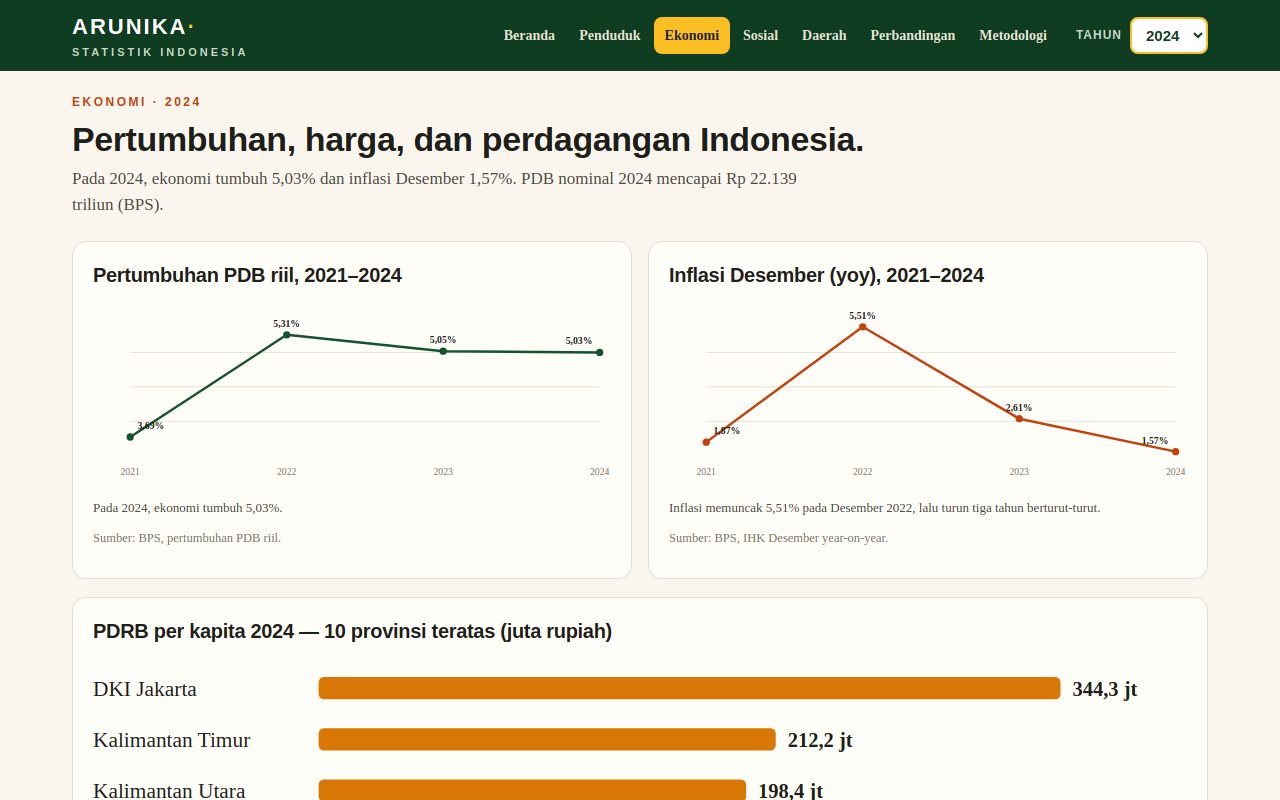 ARUNIKA·
STATISTIK INDONESIA
Beranda Penduduk Ekonomi Sosial Daerah Perbandingan Metodologi TAHUN 2024
EKONOMI · 2024
Pertumbuhan, harga, dan perdagangan Indonesia.
Pada 2024, ekonomi tumbuh 5,03% dan inflasi Desember 1,57%. PDB nominal 2024 mencapai Rp 22.139
triliun (BPS).
Pertumbuhan PDB riil, 2021–2024
5,31%
5,05%
5,03%
3,69%
2021 2022 2023 2024
Pada 2024, ekonomi tumbuh 5,03%.
Sumber: BPS, pertumbuhan PDB riil.
Inflasi Desember (yoy), 2021–2024
5,51%
2,61%
1,87%
1,57%
2021 2022 2023 2024
Inflasi memuncak 5,51% pada Desember 2022, lalu turun tiga tahun berturut-turut.
Sumber: BPS, IHK Desember year-on-year.
PDRB per kapita 2024 — 10 provinsi teratas (juta rupiah)
DKI Jakarta 344,3 jt
Kalimantan Timur 212,2 jt
Kalimantan Utara 198,4 jt